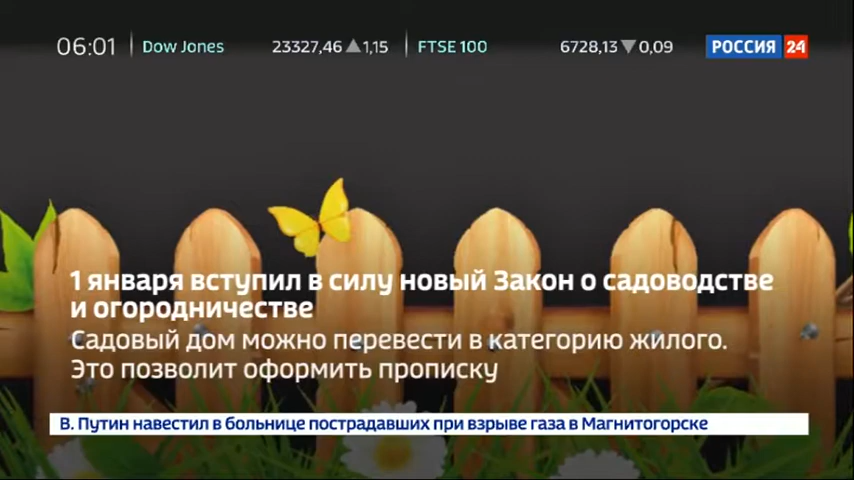 06:01 Dow Jones 23327,46▲1,15 FTSE 100 6728,13▼0,09 РОССИЯ 24
1 января вступил в силу новый Закон о садоводстве
и огородничестве
Садовый дом можно перевести в категорию жилого.
Это позволит оформить прописку
В. Путин навестил в больнице пострадавших при взрыве газа в Магнитогорске